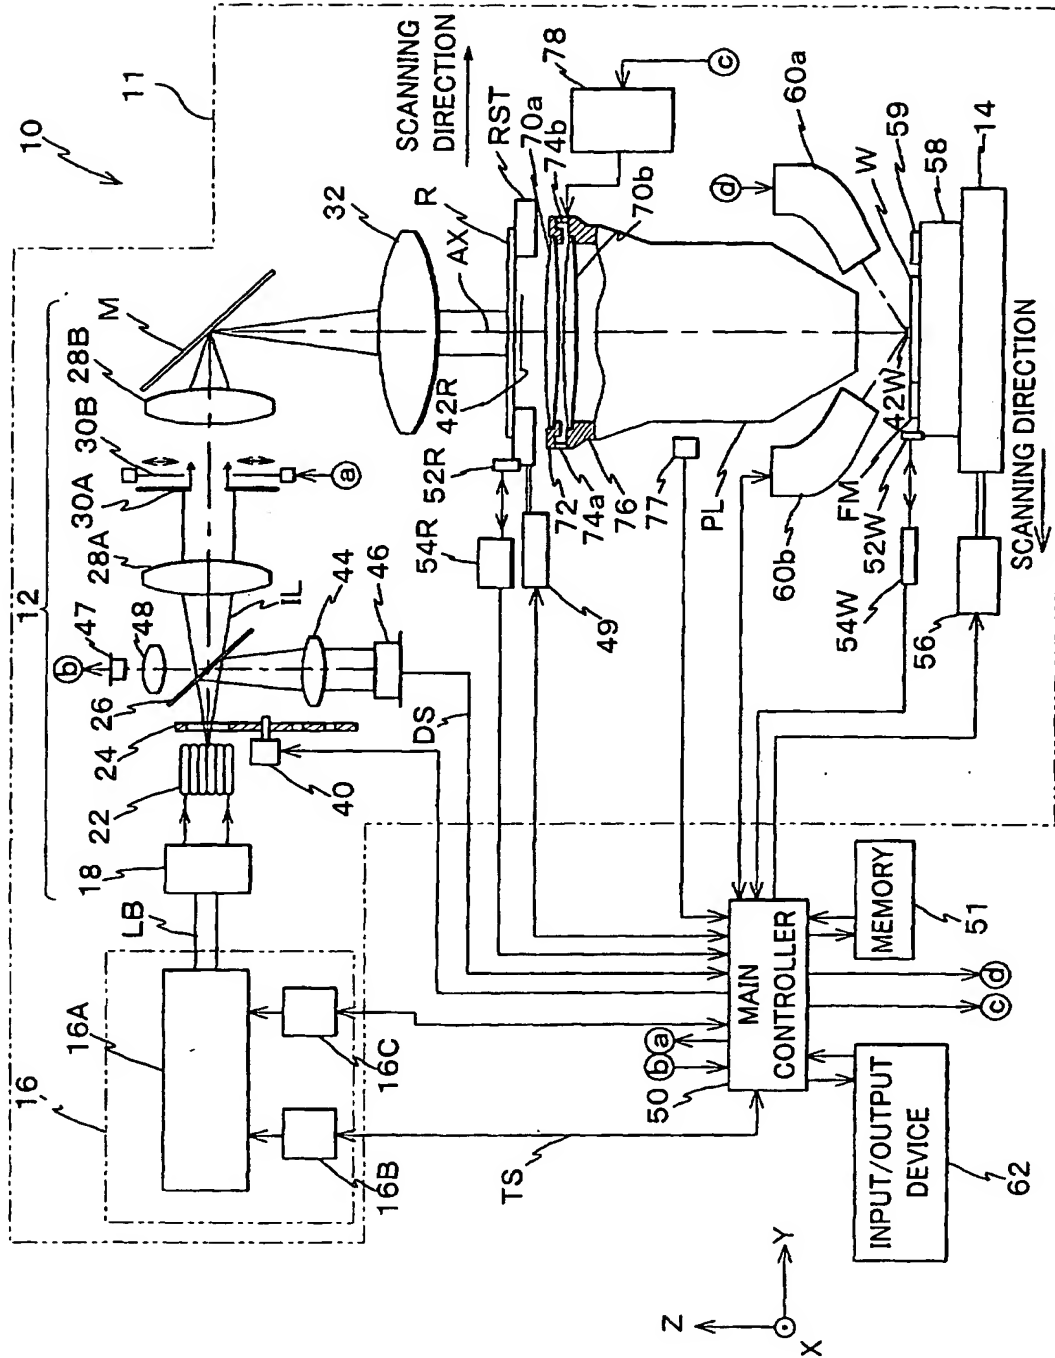 10
11
12
16
16A
LB
18
22
24
26
b
47
48
28A
30A
30B
28B
M
IL
44
46
DS
40
16B
16C
TS
32
R
AX
42R
RST
SCANNING
DIRECTION
78
c
70a
74b
70b
52R
54R
49
72
74a
76
77
PL
60a
d
60b
W
59
58
14
FM
42W
52W
54W
56
SCANNING DIRECTION
50
b
a
MAIN
CONTROLLER
MEMORY
51
c
d
INPUT/OUTPUT
DEVICE
62
Z
Y
X
a